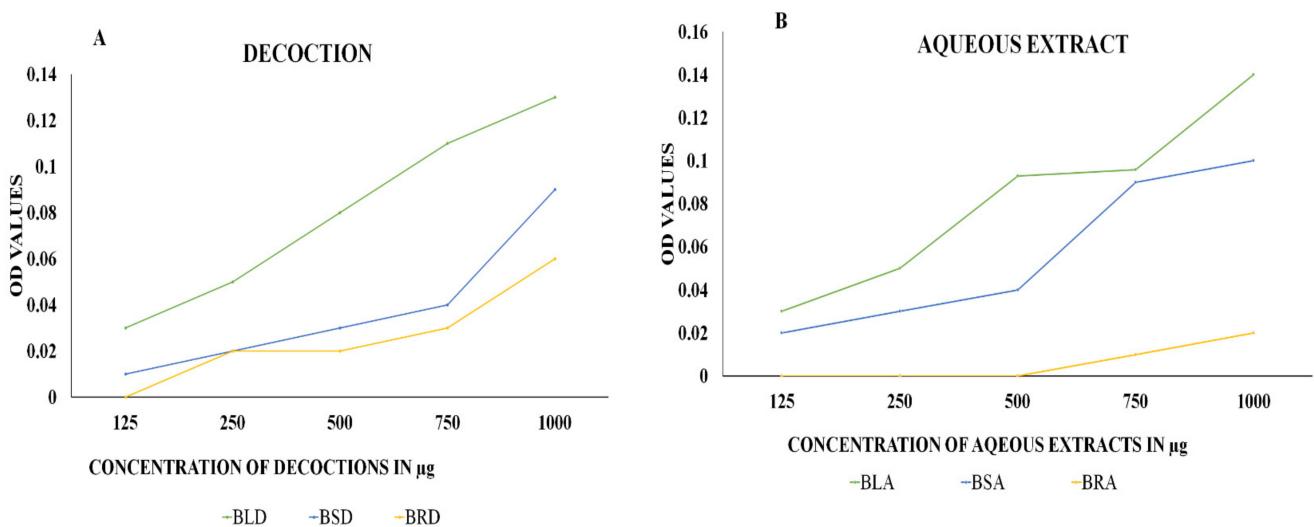 A
DECOCTION
0.14
0.12
0.1
0.08
0.06
0.04
0.02
0
OD VALUES
125 250 500 750 1000
CONCENTRATION OF DECOCTIONS IN µg
BLD BSD BRD
B
AQUEOUS EXTRACT
0.16
0.14
0.12
0.1
0.08
0.06
0.04
0.02
0
OD VALUES
125 250 500 750 1000
CONCENTRATION OF AQEOUS EXTRACTS IN µg
BLA BSA BRA